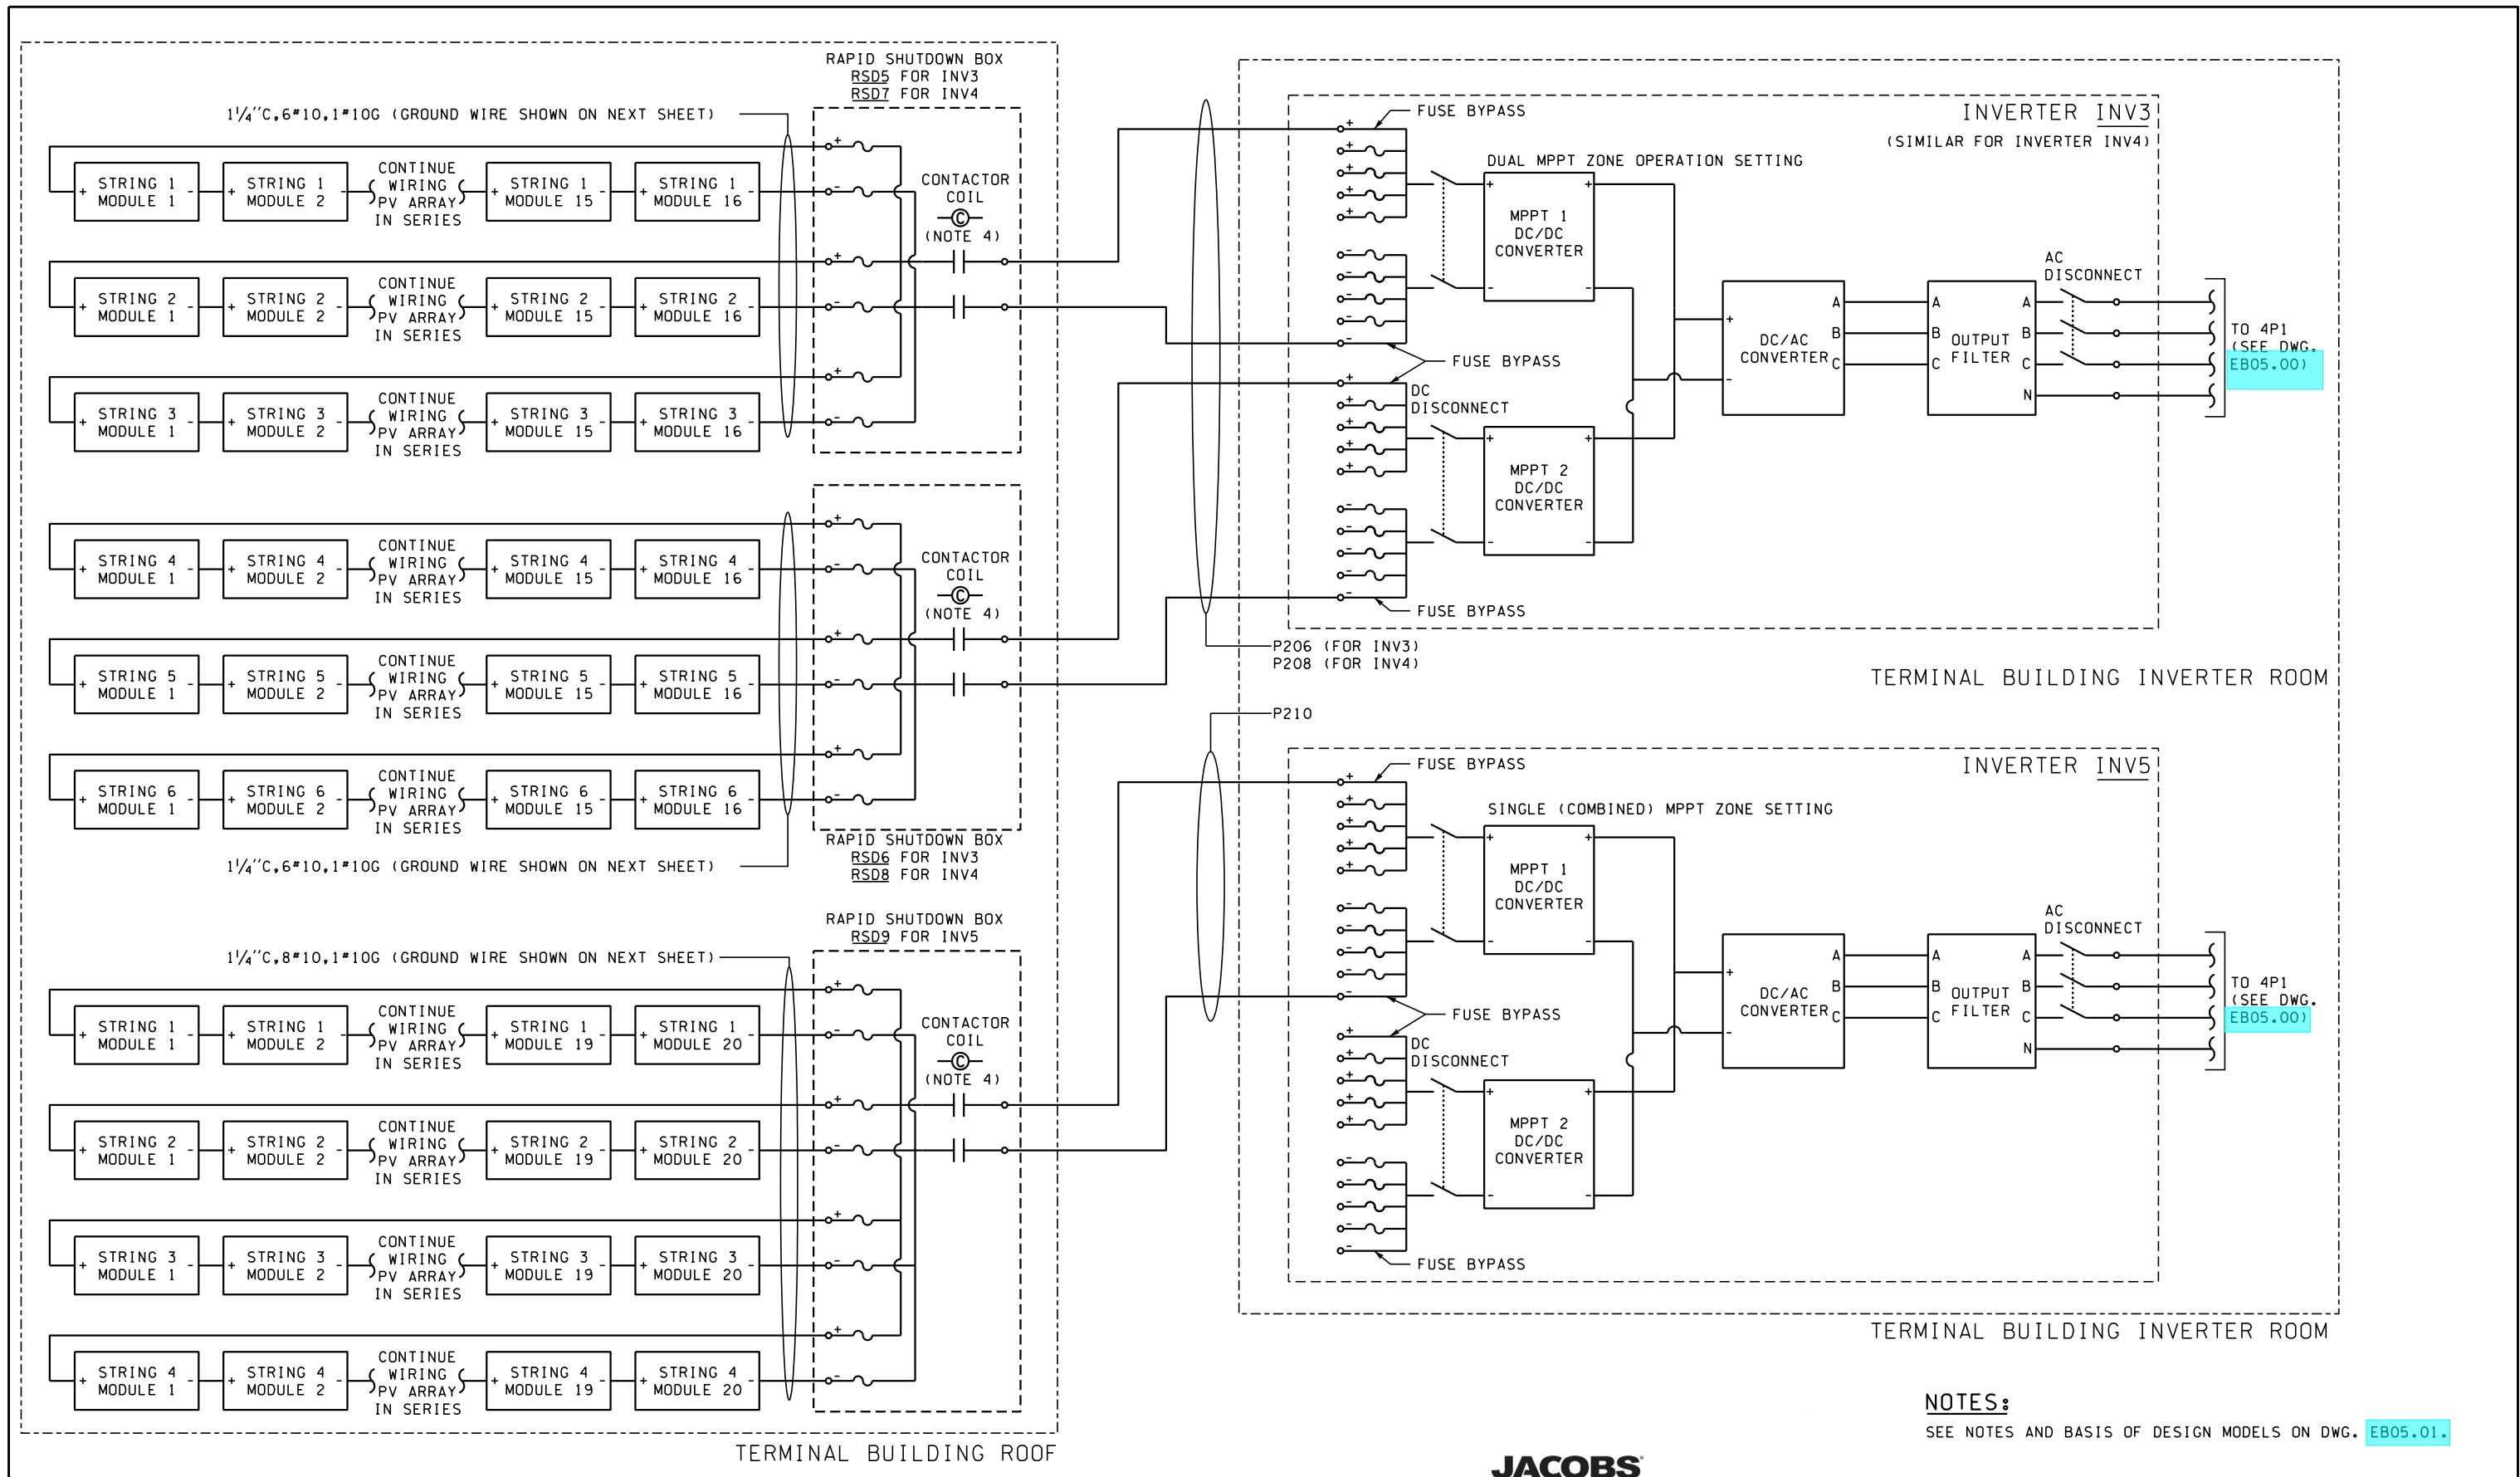 RAPID SHUTDOWN BOX
RSD5 FOR INV3
RSD7 FOR INV4
1¼"C,6#10,1#10G (GROUND WIRE SHOWN ON NEXT SHEET)
+ STRING 1 MODULE 1 -
+ STRING 1 MODULE 2 -
CONTINUE
WIRING
PV ARRAY
IN SERIES
+ STRING 1 MODULE 15 -
+ STRING 1 MODULE 16 -
+
-
CONTACTOR
COIL
C
(NOTE 4)
+ STRING 2 MODULE 1 -
+ STRING 2 MODULE 2 -
CONTINUE
WIRING
PV ARRAY
IN SERIES
+ STRING 2 MODULE 15 -
+ STRING 2 MODULE 16 -
+
-
+ STRING 3 MODULE 1 -
+ STRING 3 MODULE 2 -
CONTINUE
WIRING
PV ARRAY
IN SERIES
+ STRING 3 MODULE 15 -
+ STRING 3 MODULE 16 -
+
-
+ STRING 4 MODULE 1 -
+ STRING 4 MODULE 2 -
CONTINUE
WIRING
PV ARRAY
IN SERIES
+ STRING 4 MODULE 15 -
+ STRING 4 MODULE 16 -
+
-
CONTACTOR
COIL
C
(NOTE 4)
+ STRING 5 MODULE 1 -
+ STRING 5 MODULE 2 -
CONTINUE
WIRING
PV ARRAY
IN SERIES
+ STRING 5 MODULE 15 -
+ STRING 5 MODULE 16 -
+
-
+ STRING 6 MODULE 1 -
+ STRING 6 MODULE 2 -
CONTINUE
WIRING
PV ARRAY
IN SERIES
+ STRING 6 MODULE 15 -
+ STRING 6 MODULE 16 -
+
-
RAPID SHUTDOWN BOX
RSD6 FOR INV3
RSD8 FOR INV4
1¼"C,6#10,1#10G (GROUND WIRE SHOWN ON NEXT SHEET)
RAPID SHUTDOWN BOX
RSD9 FOR INV5
1¼"C,8#10,1#10G (GROUND WIRE SHOWN ON NEXT SHEET)
+ STRING 1 MODULE 1 -
+ STRING 1 MODULE 2 -
CONTINUE
WIRING
PV ARRAY
IN SERIES
+ STRING 1 MODULE 19 -
+ STRING 1 MODULE 20 -
+
-
CONTACTOR
COIL
C
(NOTE 4)
+ STRING 2 MODULE 1 -
+ STRING 2 MODULE 2 -
CONTINUE
WIRING
PV ARRAY
IN SERIES
+ STRING 2 MODULE 19 -
+ STRING 2 MODULE 20 -
+
-
+ STRING 3 MODULE 1 -
+ STRING 3 MODULE 2 -
CONTINUE
WIRING
PV ARRAY
IN SERIES
+ STRING 3 MODULE 19 -
+ STRING 3 MODULE 20 -
+
-
+ STRING 4 MODULE 1 -
+ STRING 4 MODULE 2 -
CONTINUE
WIRING
PV ARRAY
IN SERIES
+ STRING 4 MODULE 19 -
+ STRING 4 MODULE 20 -
+
-
TERMINAL BUILDING ROOF
INVERTER INV3
(SIMILAR FOR INVERTER INV4)
FUSE BYPASS
DUAL MPPT ZONE OPERATION SETTING
+
+
+
+
+
-
-
-
-
-
+ +
MPPT 1
DC/DC
CONVERTER
- -
FUSE BYPASS
DC
DISCONNECT
+
+
+
+
+
-
-
-
-
-
+ +
MPPT 2
DC/DC
CONVERTER
- -
FUSE BYPASS
+
-
DC/AC
CONVERTER
A
B
C
A
B
C
OUTPUT
FILTER
A
B
C
N
AC
DISCONNECT
TO 4P1
(SEE DWG.
EB05.00)
P206 (FOR INV3)
P208 (FOR INV4)
TERMINAL BUILDING INVERTER ROOM
P210
INVERTER INV5
FUSE BYPASS
SINGLE (COMBINED) MPPT ZONE SETTING
+
+
+
+
+
-
-
-
-
-
+ +
MPPT 1
DC/DC
CONVERTER
- -
FUSE BYPASS
DC
DISCONNECT
+
+
+
+
+
-
-
-
-
-
+ +
MPPT 2
DC/DC
CONVERTER
- -
FUSE BYPASS
+
-
DC/AC
CONVERTER
A
B
C
A
B
C
OUTPUT
FILTER
A
B
C
N
AC
DISCONNECT
TO 4P1
(SEE DWG.
EB05.00)
TERMINAL BUILDING INVERTER ROOM
NOTES:
SEE NOTES AND BASIS OF DESIGN MODELS ON DWG. EB05.01.
JACOBS